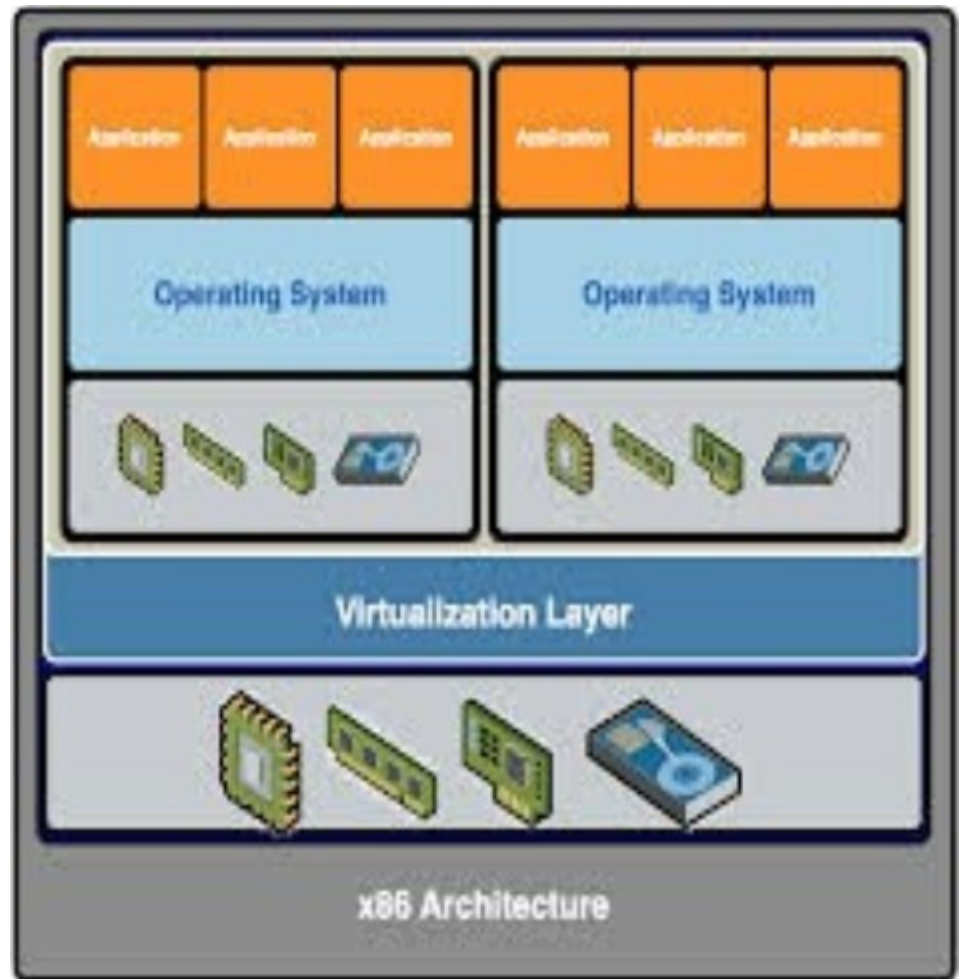 Application Application Application Application Application Application
Operating System Operating System
Virtualization Layer
x86 Architecture